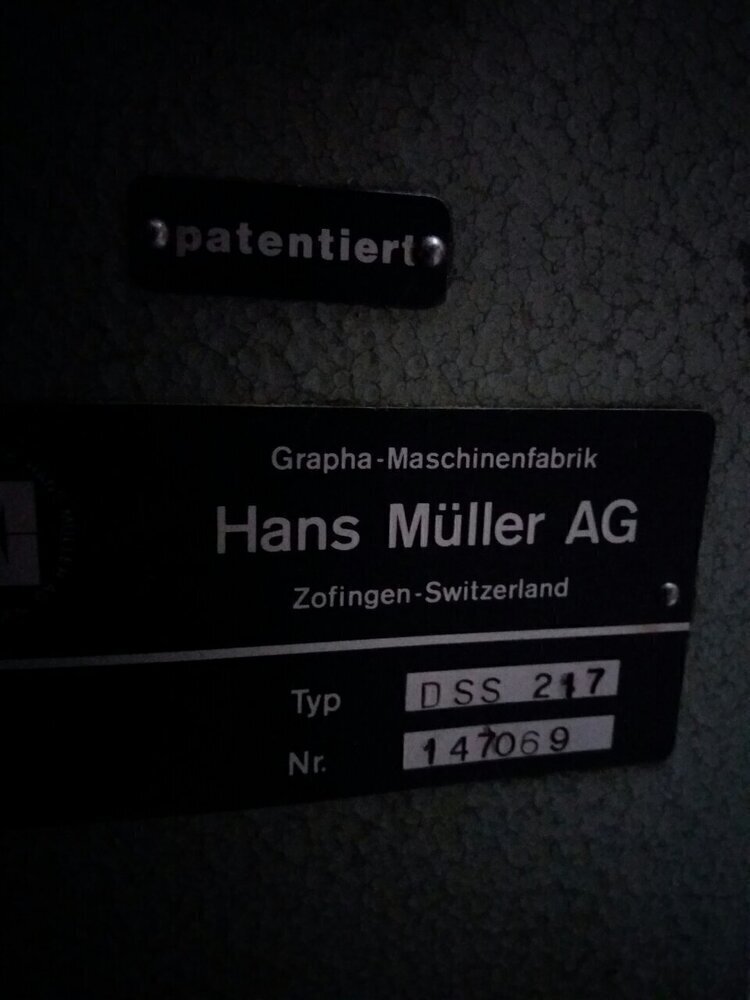 patentiert
Grapha-Maschinenfabrik
Hans Müller AG
Zofingen-Switzerland
Typ DSS 217
Nr. 147069